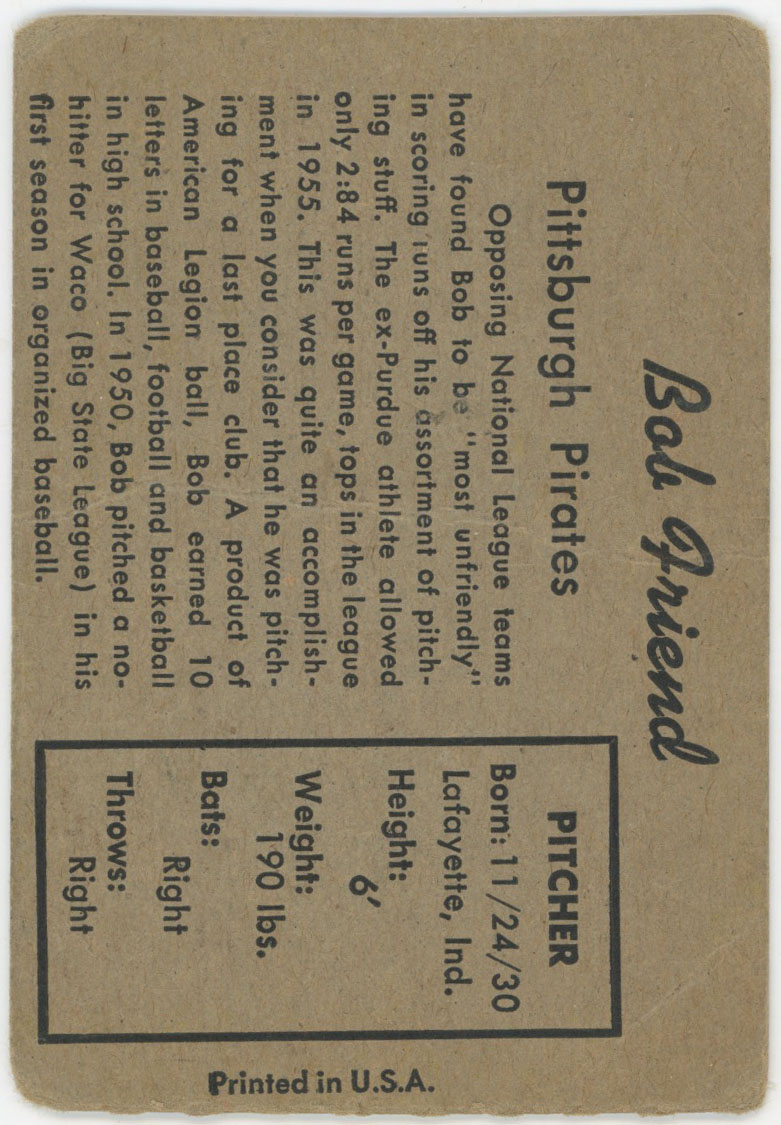 Bob Friend
Pittsburgh Pirates
Opposing National League teams
have found Bob to be "most unfriendly"
in scoring runs off his assortment of pitch-
ing stuff. The ex-Purdue athlete allowed
only 2:84 runs per game, tops in the league
in 1955. This was quite an accomplish-
ment when you consider that he was pitch-
ing for a last place club. A product of
American Legion ball, Bob earned 10
letters in baseball, football and basketball
in high school. In 1950, Bob pitched a no-
hitter for Waco (Big State League) in his
first season in organized baseball.
PITCHER
Born: 11/24/30
Lafayette, Ind.
Height:
6'
Weight:
190 lbs.
Bats:
Right
Throws:
Right
Printed in U.S.A.